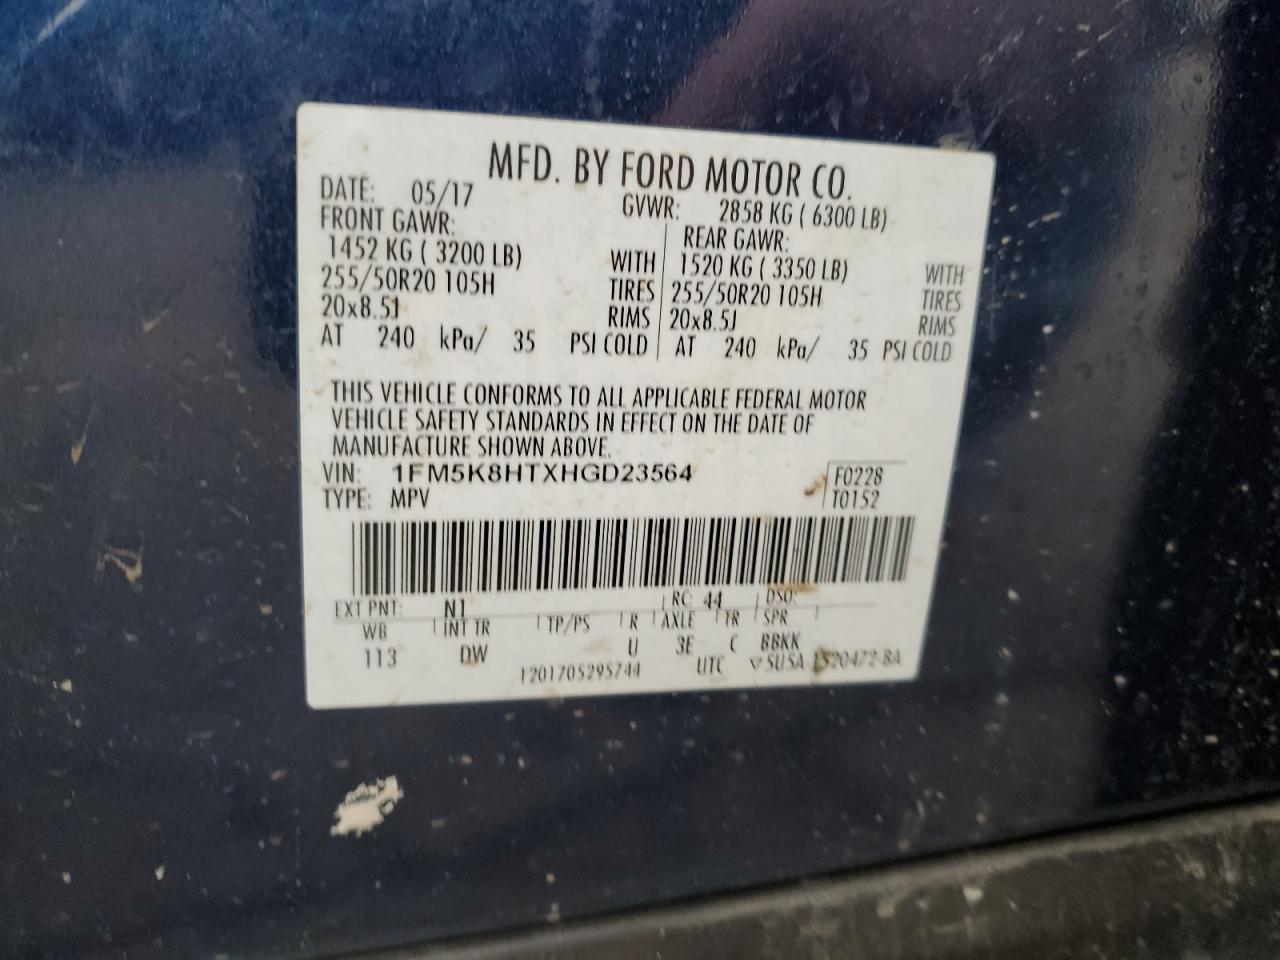 MFD. BY FORD MOTOR CO.
DATE: 05/17 GVWR: 2858 KG ( 6300 LB)
FRONT GAWR: REAR GAWR:
1452 KG ( 3200 LB) WITH 1520 KG ( 3350 LB) WITH
255/50R20 105H TIRES 255/50R20 105H TIRES
20x8.5J RIMS 20x8.5J RIMS
AT 240 kPa/ 35 PSI COLD AT 240 kPa/ 35 PSI COLD
THIS VEHICLE CONFORMS TO ALL APPLICABLE FEDERAL MOTOR
VEHICLE SAFETY STANDARDS IN EFFECT ON THE DATE OF
MANUFACTURE SHOWN ABOVE.
VIN: 1FM5K8HTXHGD23564 F0228
TYPE: MPV T0152
EXT PNT: N1 RC: 44 DSO:
WB INT TR TP/PS R AXLE TR SPR
113 DW U 3E C BBKK
1201705295744 UTC ▽SUSA-1520472-BA